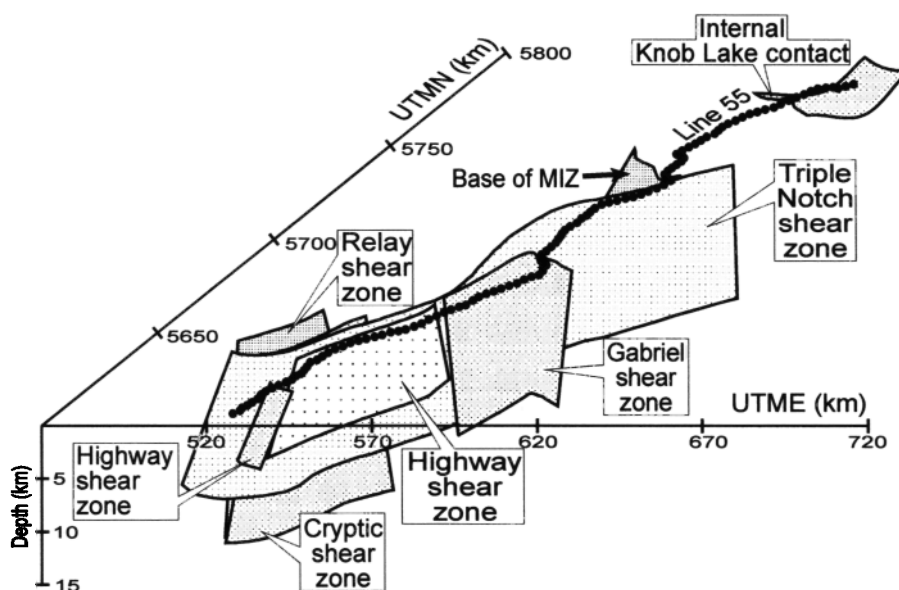 Internal
Knob Lake contact
5800
UTMN (km)
Line 55
5750
Base of MIZ
Triple
Notch
shear
zone
5700
Relay
shear
zone
5650
Gabriel
shear
zone
UTME (km)
520
570
620
670
720
Highway
shear
zone
Highway
shear
zone
Cryptic
shear
zone
Depth (km)
5
10
15